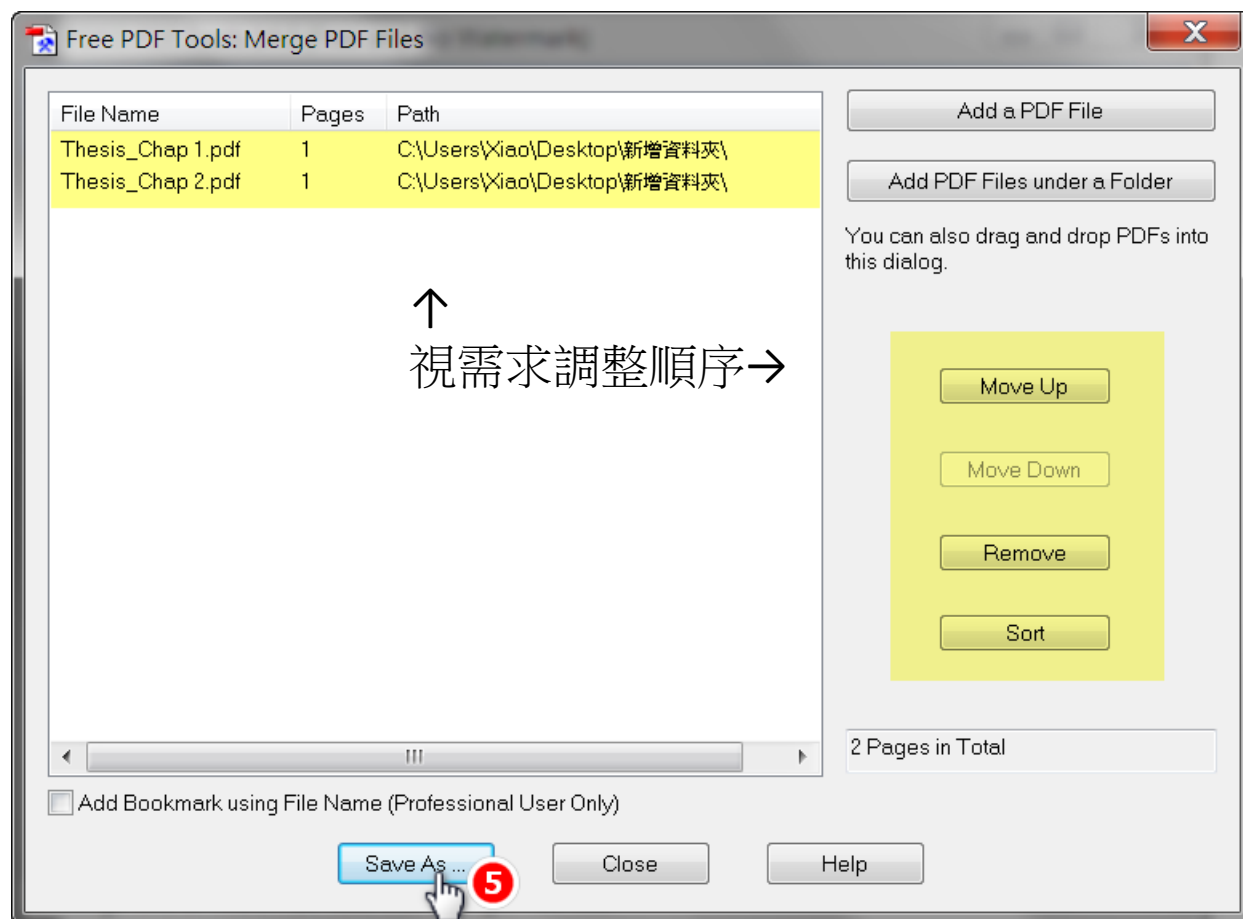 Free PDF Tools: Merge PDF Files
File Name Pages Path
Thesis_Chap 1.pdf 1 C:\Users\Xiao\Desktop\新增資料夾\
Thesis_Chap 2.pdf 1 C:\Users\Xiao\Desktop\新增資料夾\
↑
視需求調整順序→
Add a PDF File
Add PDF Files under a Folder
You can also drag and drop PDFs into
this dialog.
Move Up
Move Down
Remove
Sort
2 Pages in Total
Add Bookmark using File Name (Professional User Only)
Save As ... 5 Close Help